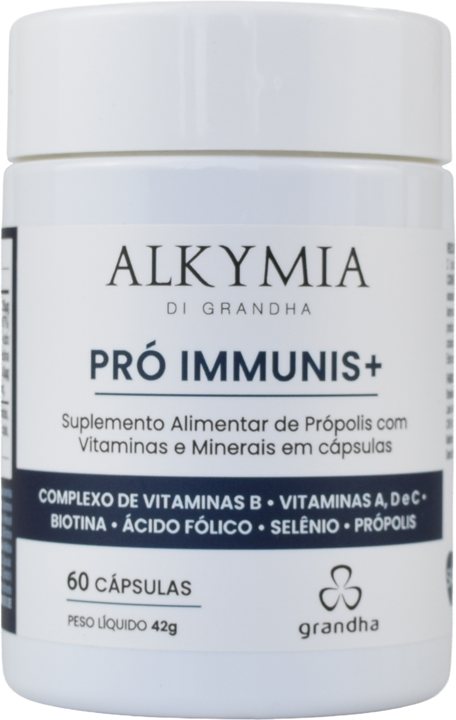 ALKYMIA
DI GRANDHA
PRÓ IMMUNIS+
Suplemento Alimentar de Própolis com
Vitaminas e Minerais em cápsulas
COMPLEXO DE VITAMINAS B • VITAMINAS A, D e C •
BIOTINA • ÁCIDO FÓLICO • SELÊNIO • PRÓPOLIS
60 CÁPSULAS
PESO LÍQUIDO 42g
grandha